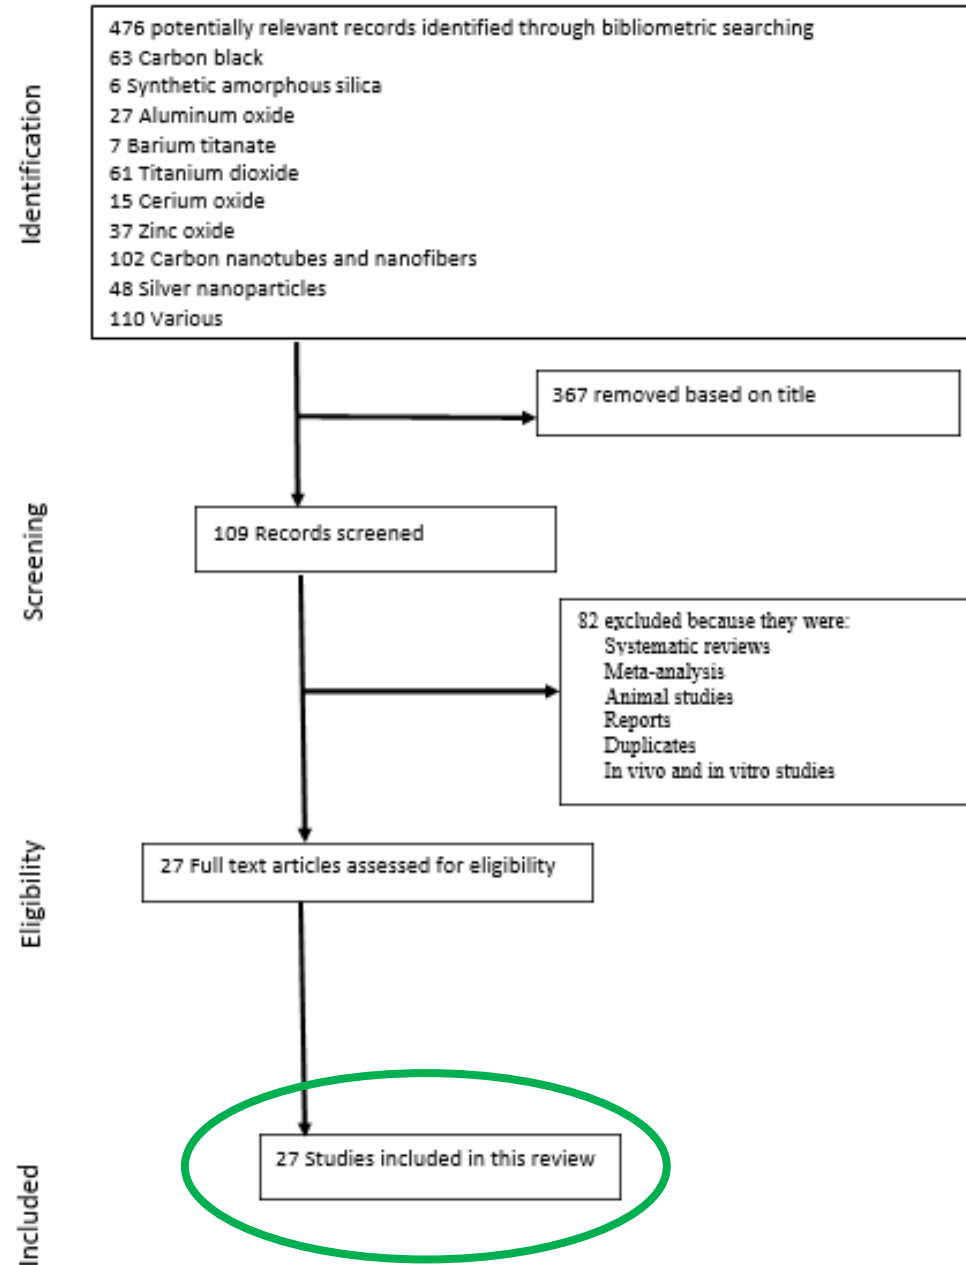 Identification
476 potentially relevant records identified through bibliometric searching
63 Carbon black
6 Synthetic amorphous silica
27 Aluminum oxide
7 Barium titanate
61 Titanium dioxide
15 Cerium oxide
37 Zinc oxide
102 Carbon nanotubes and nanofibers
48 Silver nanoparticles
110 Various
367 removed based on title
Screening
109 Records screened
82 excluded because they were:
Systematic reviews
Meta-analysis
Animal studies
Reports
Duplicates
In vivo and in vitro studies
Eligibility
27 Full text articles assessed for eligibility
Included
27 Studies included in this review